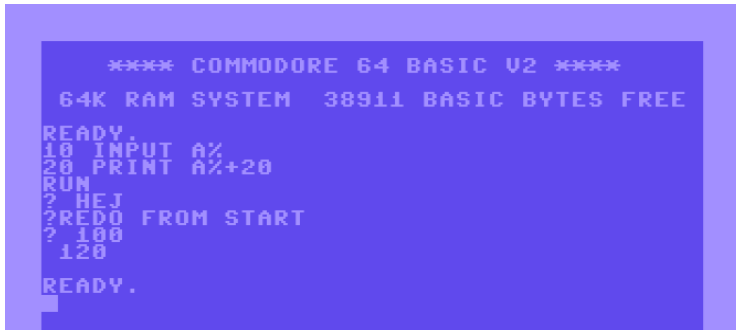 **** COMMODORE 64 BASIC V2 ****
64K RAM SYSTEM  38911 BASIC BYTES FREE
READY.
10 INPUT A%
20 PRINT A%+20
RUN
? HEJ
?REDO FROM START
? 100
120
READY.